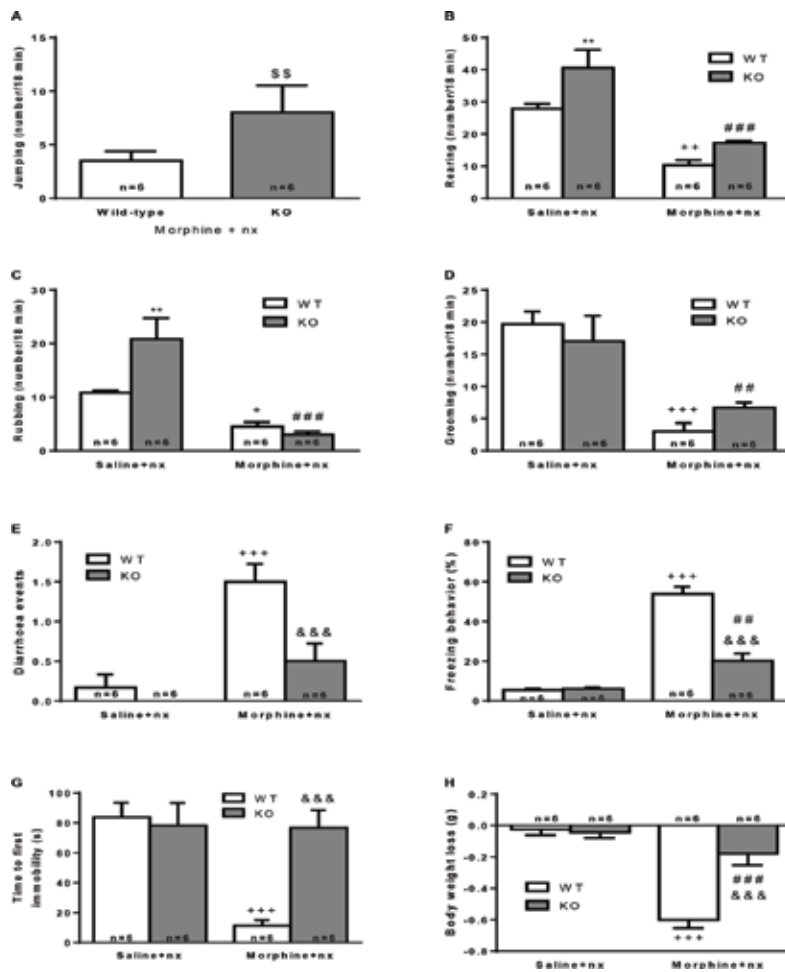 A
Jumping (number/18 min)
15
10
5
0
$$
n=6
n=6
Wild-type
KO
Morphine + nx
B
Rearing (number/18 min)
50
40
30
20
10
0
**
WT
KO
++
###
n=6
n=6
n=6
n=6
Saline+nx
Morphine+nx
C
Rubbing (number/18 min)
30
20
10
0
**
WT
KO
+
###
n=6
n=6
n=6
n=6
Saline+nx
Morphine+nx
D
Grooming (number/18 min)
25
20
15
10
5
0
WT
KO
+++
##
n=6
n=6
n=6
n=6
Saline+nx
Morphine+nx
E
Diarrhoea events
2.0
1.5
1.0
0.5
0.0
WT
KO
+++
&&&
n=6
n=6
n=6
n=6
Saline+nx
Morphine+nx
F
Freezing behavior (%)
80
60
40
20
0
WT
KO
+++
##
&&&
n=6
n=6
n=6
n=6
Saline+nx
Morphine+nx
G
Time to first
immobility (s)
100
80
60
40
20
0
WT
KO
&&&
+++
n=6
n=6
n=6
n=6
Saline+nx
Morphine+nx
H
Body weight loss (g)
0.2
-0.0
-0.2
-0.4
-0.6
-0.8
n=6
n=6
n=6
n=6
WT
KO
###
&&&
+++
Saline+nx
Morphine+nx